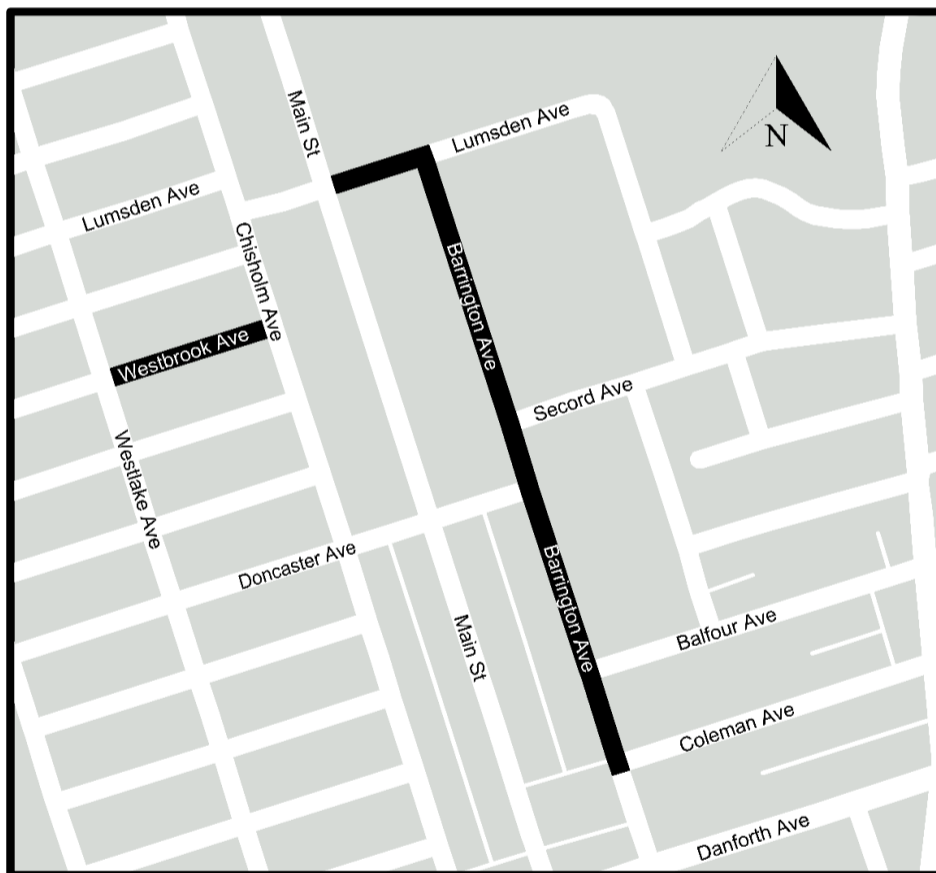 Main St
Lumsden Ave
N
Lumsden Ave
Chisholm Ave
Barrington Ave
Westbrook Ave
Secord Ave
Westlake Ave
Doncaster Ave
Barrington Ave
Main St
Balfour Ave
Coleman Ave
Danforth Ave